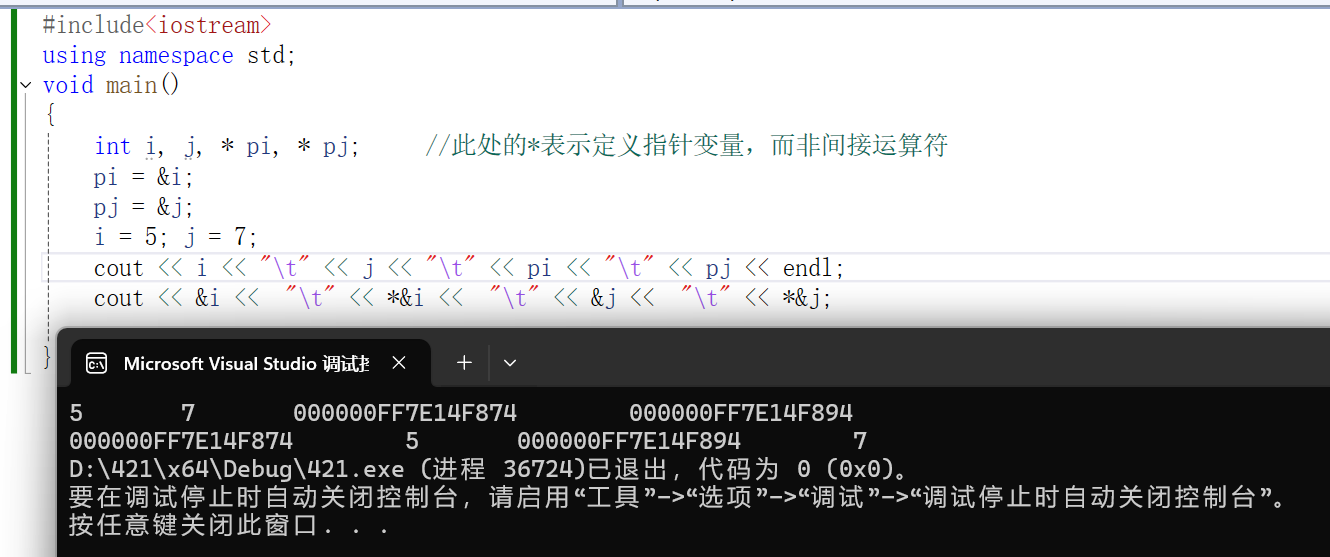 #include<iostream>
using namespace std;
void main()
{
int i, j, * pi, * pj; //此处的*表示定义指针变量，而非间接运算符
pi = &i;
pj = &j;
i = 5; j = 7;
cout << i << "\t" << j << "\t" << pi << "\t" << pj << endl;
cout << &i << "\t" << *&i << "\t" << &j << "\t" << *&j;
}
Microsoft Visual Studio 调试控
5 7 000000FF7E14F874 000000FF7E14F894
000000FF7E14F874 5 000000FF7E14F894 7
D:\421\x64\Debug\421.exe (进程 36724)已退出，代码为 0 (0x0)。
要在调试停止时自动关闭控制台，请启用“工具”->“选项”->“调试”->“调试停止时自动关闭控制台”。
按任意键关闭此窗口. . .